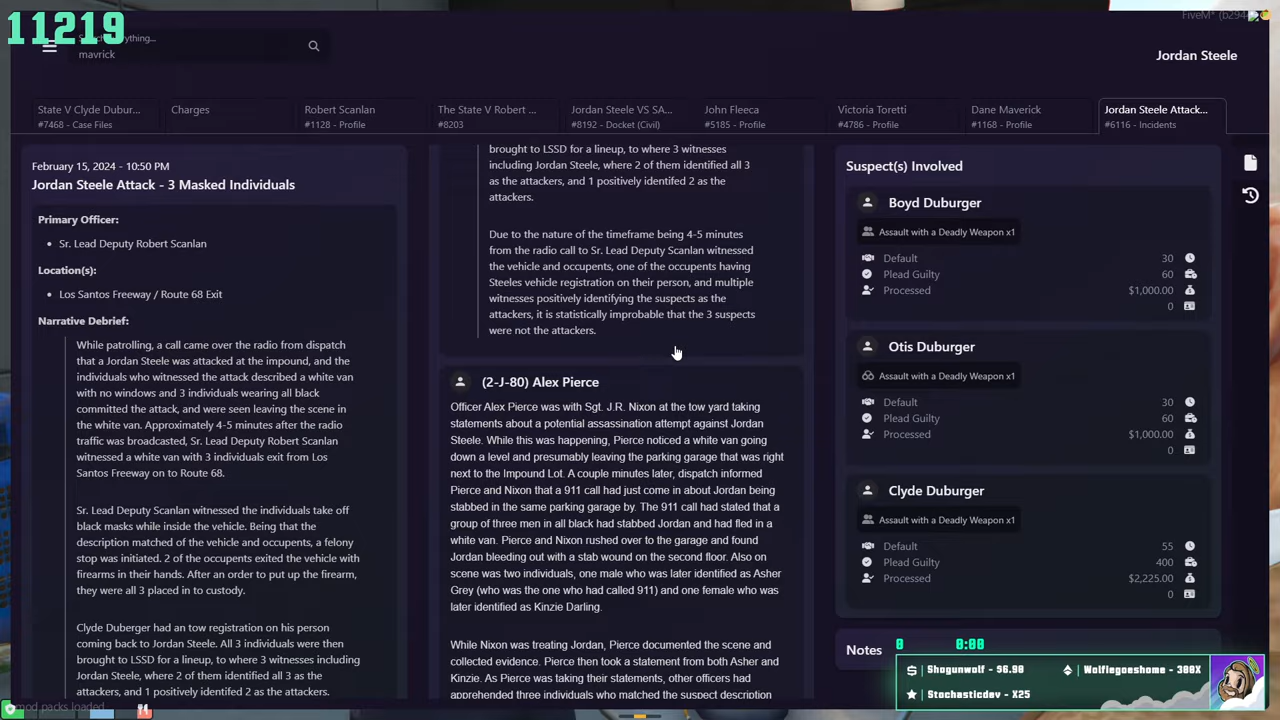 11219
FiveM* (b294
Search everything...
mavrick
Jordan Steele
State V Clyde Dubur...
#7468 - Case Files
Charges
Robert Scanlan
#1128 - Profile
The State V Robert ...
#8203
Jordan Steele VS SA...
#8192 - Docket (Civil)
John Fleeca
#5185 - Profile
Victoria Toretti
#4786 - Profile
Dane Maverick
#1168 - Profile
Jordan Steele Attack...
#6116 - Incidents
February 15, 2024 - 10:50 PM
Jordan Steele Attack - 3 Masked Individuals
Primary Officer:
• Sr. Lead Deputy Robert Scanlan
Location(s):
• Los Santos Freeway / Route 68 Exit
Narrative Debrief:
While patrolling, a call came over the radio from dispatch
that a Jordan Steele was attacked at the impound, and the
individuals who witnessed the attack described a white van
with no windows and 3 individuals wearing all black
committed the attack, and were seen leaving the scene in
the white van. Approximately 4-5 minutes after the radio
traffic was broadcasted, Sr. Lead Deputy Robert Scanlan
witnessed a white van with 3 individuals exit from Los
Santos Freeway on to Route 68.
Sr. Lead Deputy Scanlan witnessed the individuals take off
black masks while inside the vehicle. Being that the
description matched of the vehicle and occupents, a felony
stop was initiated. 2 of the occupents exited the vehicle with
firearms in their hands. After an order to put up the firearm,
they were all 3 placed in to custody.
Clyde Duberger had an tow registration on his person
coming back to Jordan Steele. All 3 individuals were then
brought to LSSD for a lineup, to where 3 witnesses including
Jordan Steele, where 2 of them identified all 3 as the
attackers, and 1 positively identifed 2 as the attackers.
brought to LSSD for a lineup, to where 3 witnesses
including Jordan Steele, where 2 of them identified all 3
as the attackers, and 1 positively identifed 2 as the
attackers.
Due to the nature of the timeframe being 4-5 minutes
from the radio call to Sr. Lead Deputy Scanlan witnessed
the vehicle and occupents, one of the occupents having
Steeles vehicle registration on their person, and multiple
witnesses positively identifying the suspects as the
attackers, it is statistically improbable that the 3 suspects
were not the attackers.
(2-J-80) Alex Pierce
Officer Alex Pierce was with Sgt. J.R. Nixon at the tow yard taking
statements about a potential assassination attempt against Jordan
Steele. While this was happening, Pierce noticed a white van going
down a level and presumably leaving the parking garage that was right
next to the Impound Lot. A couple minutes later, dispatch informed
Pierce and Nixon that a 911 call had just come in about Jordan being
stabbed in the same parking garage by. The 911 call had stated that a
group of three men in all black had stabbed Jordan and had fled in a
white van. Pierce and Nixon rushed over to the garage and found
Jordan bleeding out with a stab wound on the second floor. Also on
scene was two individuals, one male who was later identified as Asher
Grey (who was the one who had called 911) and one female who was
later identified as Kinzie Darling.
While Nixon was treating Jordan, Pierce documented the scene and
collected evidence. Pierce then took a statement from both Asher and
Kinzie. As Pierce was taking their statements, other officers had
apprehended three individuals who matched the suspect description
Suspect(s) Involved
Boyd Duburger
Assault with a Deadly Weapon x1
Default 30
Plead Guilty 60
Processed $1,000.00
0
Otis Duburger
Assault with a Deadly Weapon x1
Default 30
Plead Guilty 60
Processed $1,000.00
0
Clyde Duburger
Assault with a Deadly Weapon x1
Default 55
Plead Guilty 400
Processed $2,225.00
0
Notes
0 0:00
Shogunwolf - $6.90
Wolfiegoeshome - 300X
Stochasticdev - X25
mod packs loaded